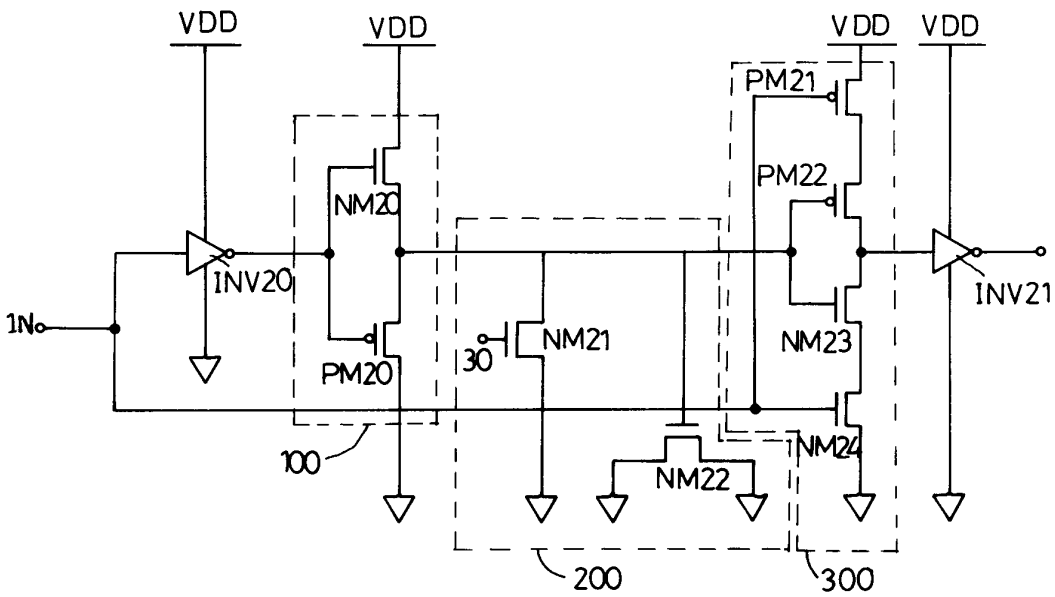 VDD
VDD
VDD
VDD
PM21
PM22
NM20
INV20
INV21
1N
NM21
30
NM23
PM20
NM24
100
NM22
200
300